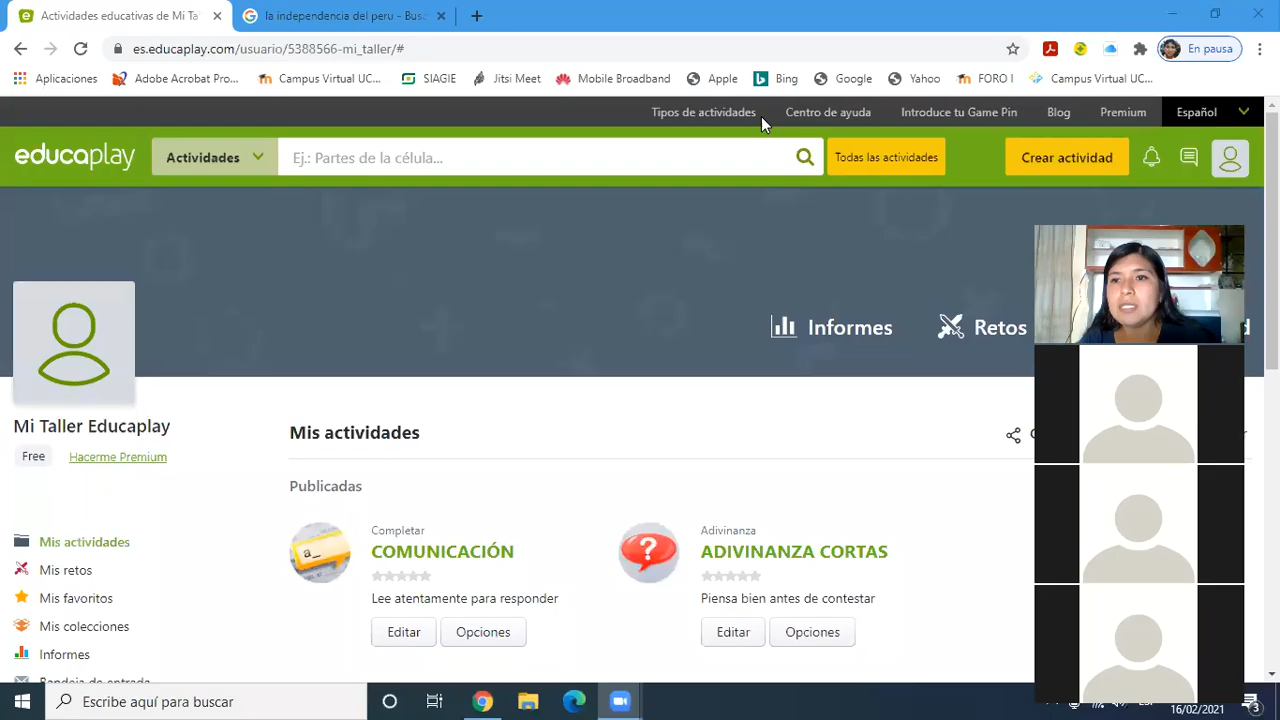 Actividades educativas de Mi Ta
la independencia del peru - Bus
es.educaplay.com/usuario/5388566-mi_taller/#
En pausa
Aplicaciones
Adobe Acrobat Pro...
Campus Virtual UC...
SIAGIE
Jitsi Meet
Mobile Broadband
Apple
Bing
Google
Yahoo
FORO I
Campus Virtual UC...
Tipos de actividades
Centro de ayuda
Introduce tu Game Pin
Blog
Premium
Español
educaplay
Actividades
Ej.: Partes de la célula...
Todas las actividades
Crear actividad
Informes
Retos
d
Mi Taller Educaplay
Free
Hacerme Premium
Mis actividades
Publicadas
Completar
COMUNICACIÓN
Lee atentamente para responder
Editar
Opciones
Adivinanza
ADIVINANZA CORTAS
Piensa bien antes de contestar
Editar
Opciones
Mis actividades
Mis retos
Mis favoritos
Mis colecciones
Informes
Bandeja de entrada
Escribe aquí para buscar
16/02/2021
3